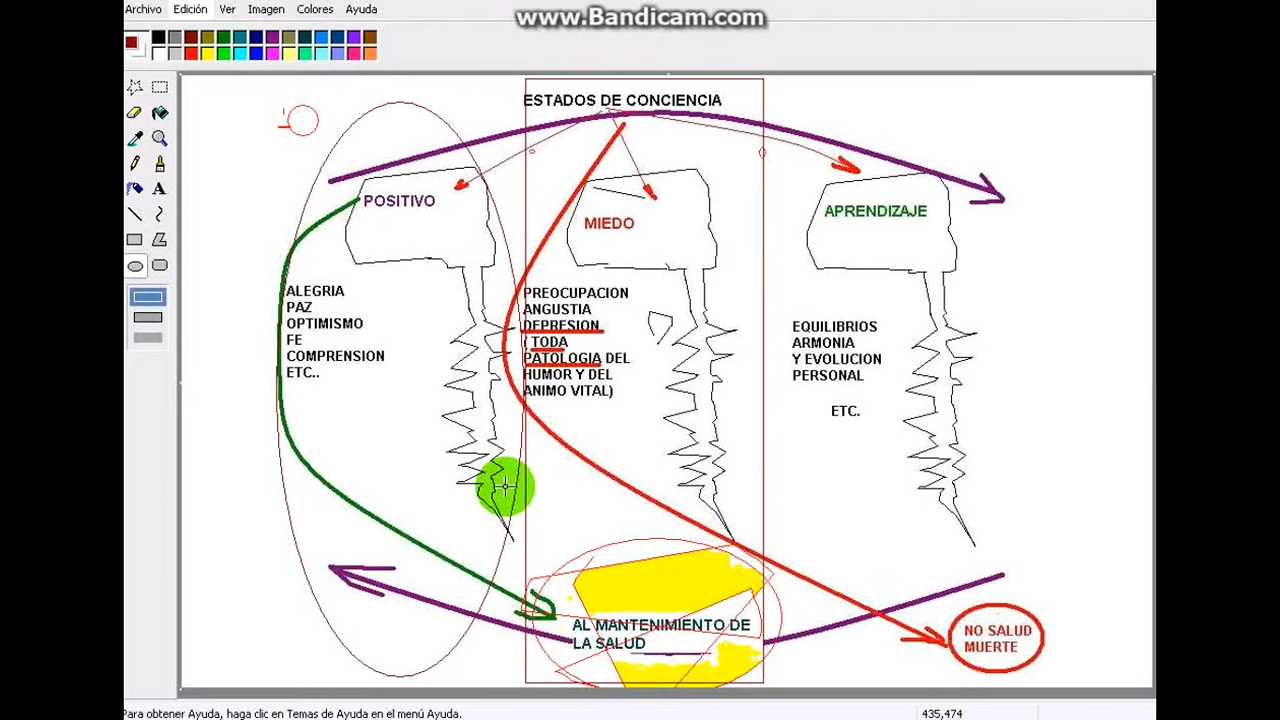 www.Bandicam.com
Archivo Edición Ver Imagen Colores Ayuda
ESTADOS DE CONCIENCIA
POSITIVO
MIEDO
APRENDIZAJE
ALEGRIA
PAZ
OPTIMISMO
FE
COMPRENSION
ETC..
PREOCUPACION
ANGUSTIA
DEPRESION
( TODA
PATOLOGIA DEL
HUMOR Y DEL
ANIMO VITAL)
EQUILIBRIOS
ARMONIA
Y EVOLUCION
PERSONAL
ETC.
AL MANTENIMIENTO DE
LA SALUD
NO SALUD
MUERTE
Para obtener Ayuda, haga clic en Temas de Ayuda en el menú Ayuda.
435,474